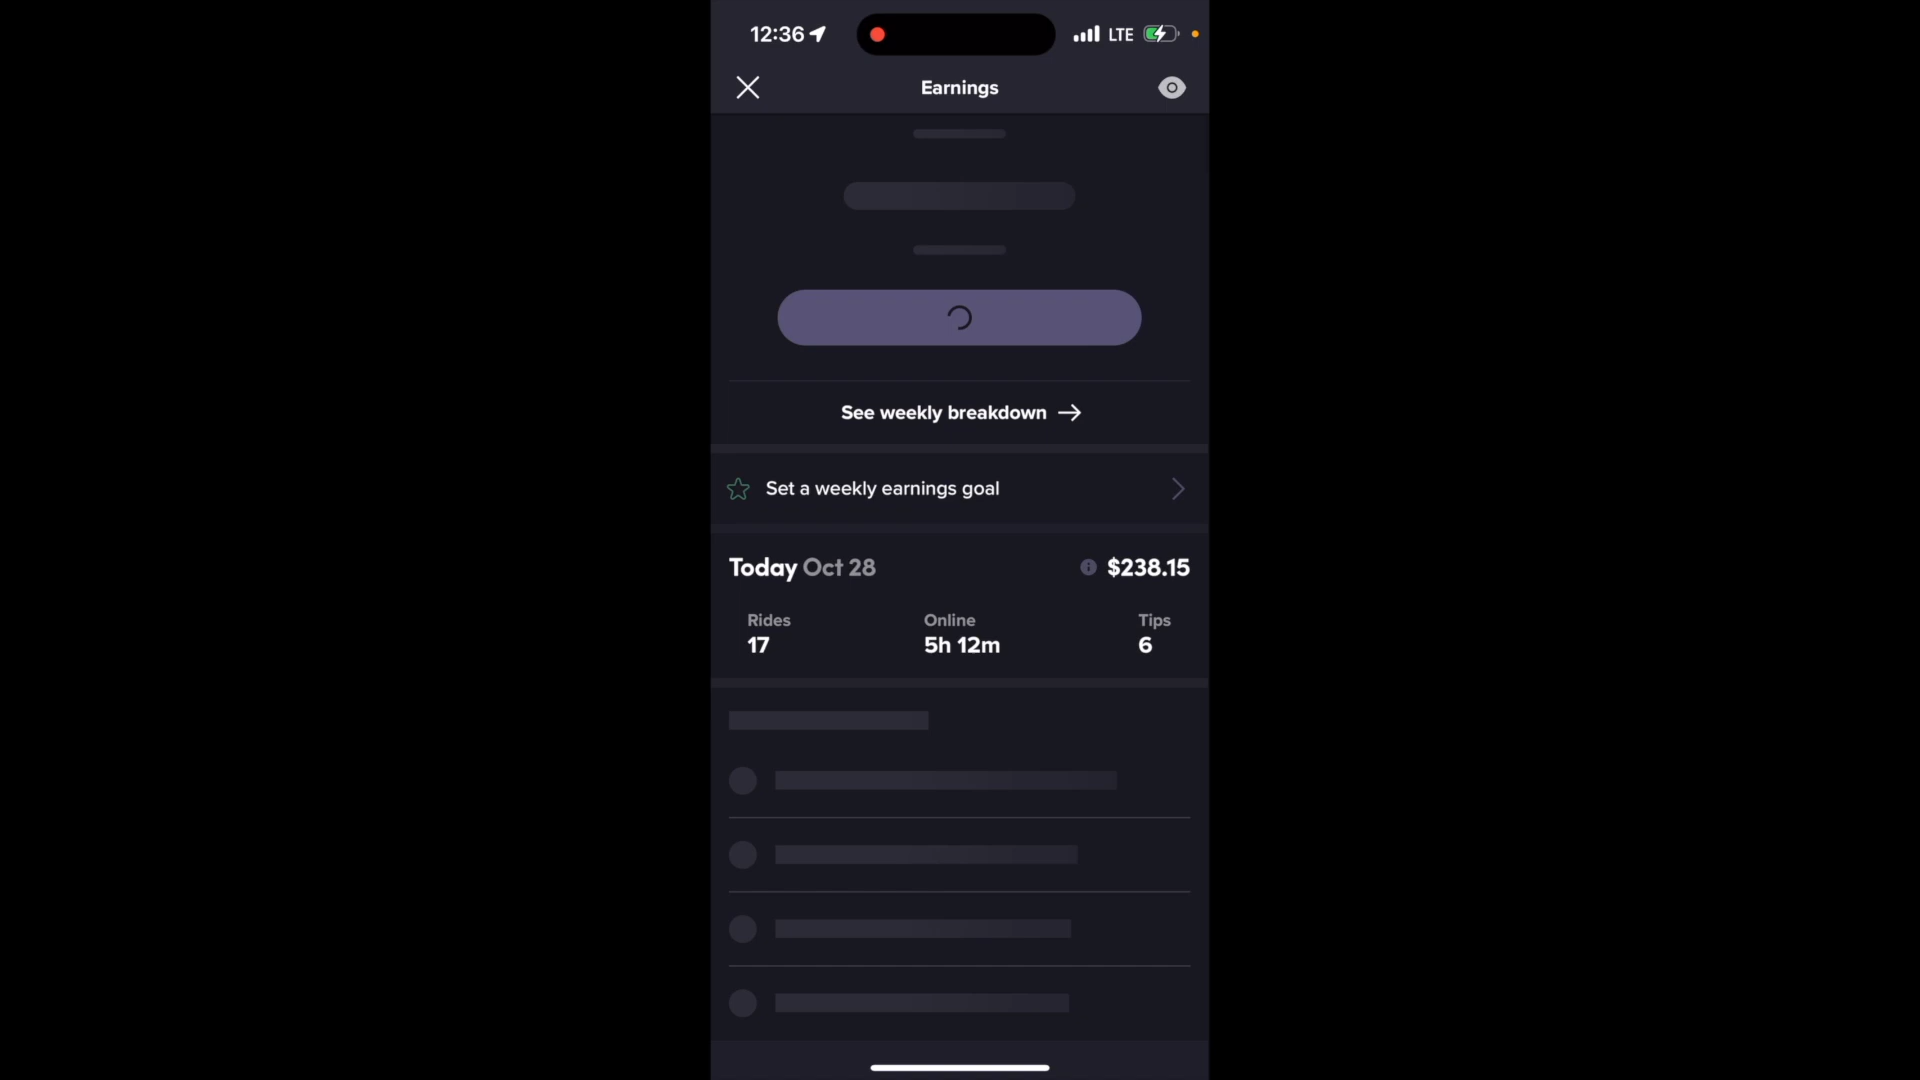 12:36 LTE
Earnings
See weekly breakdown
Set a weekly earnings goal
Today Oct 28 $238.15
Rides Online Tips
17 5h 12m 6